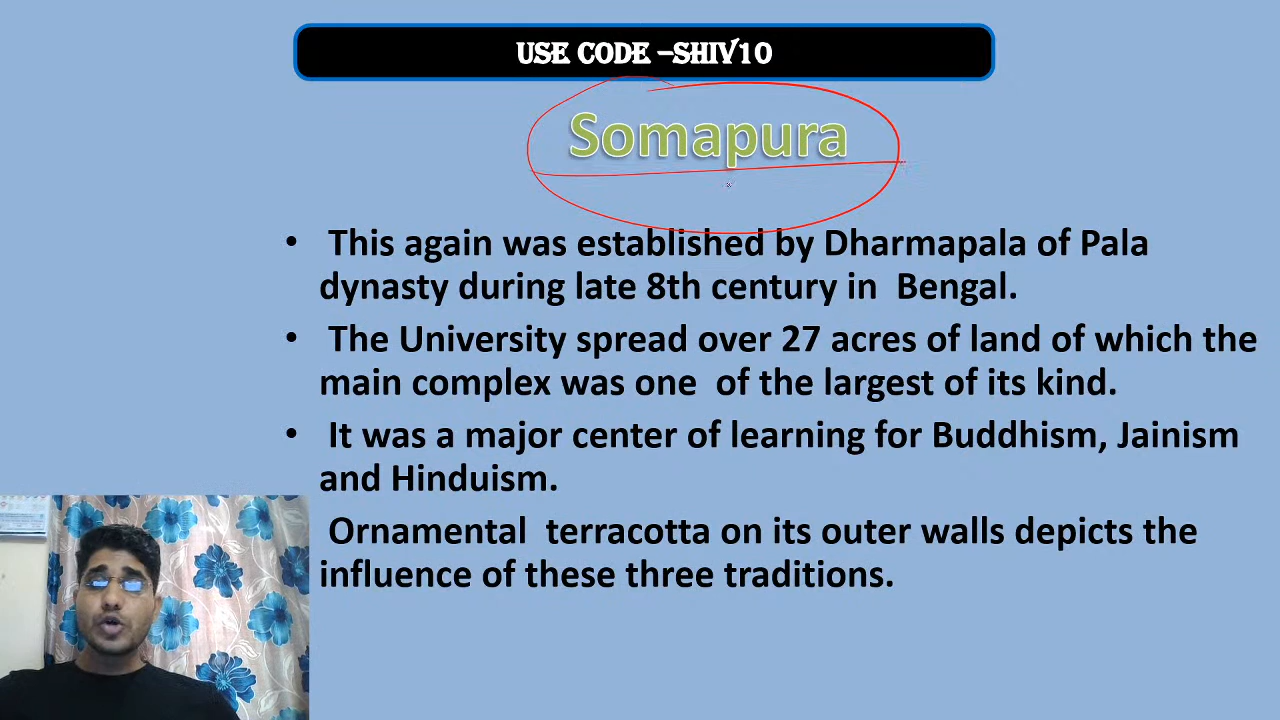 USE CODE –SHIV10
Somapura
• This again was established by Dharmapala of Pala
dynasty during late 8th century in Bengal.
• The University spread over 27 acres of land of which the
main complex was one of the largest of its kind.
• It was a major center of learning for Buddhism, Jainism
and Hinduism.
Ornamental terracotta on its outer walls depicts the
influence of these three traditions.